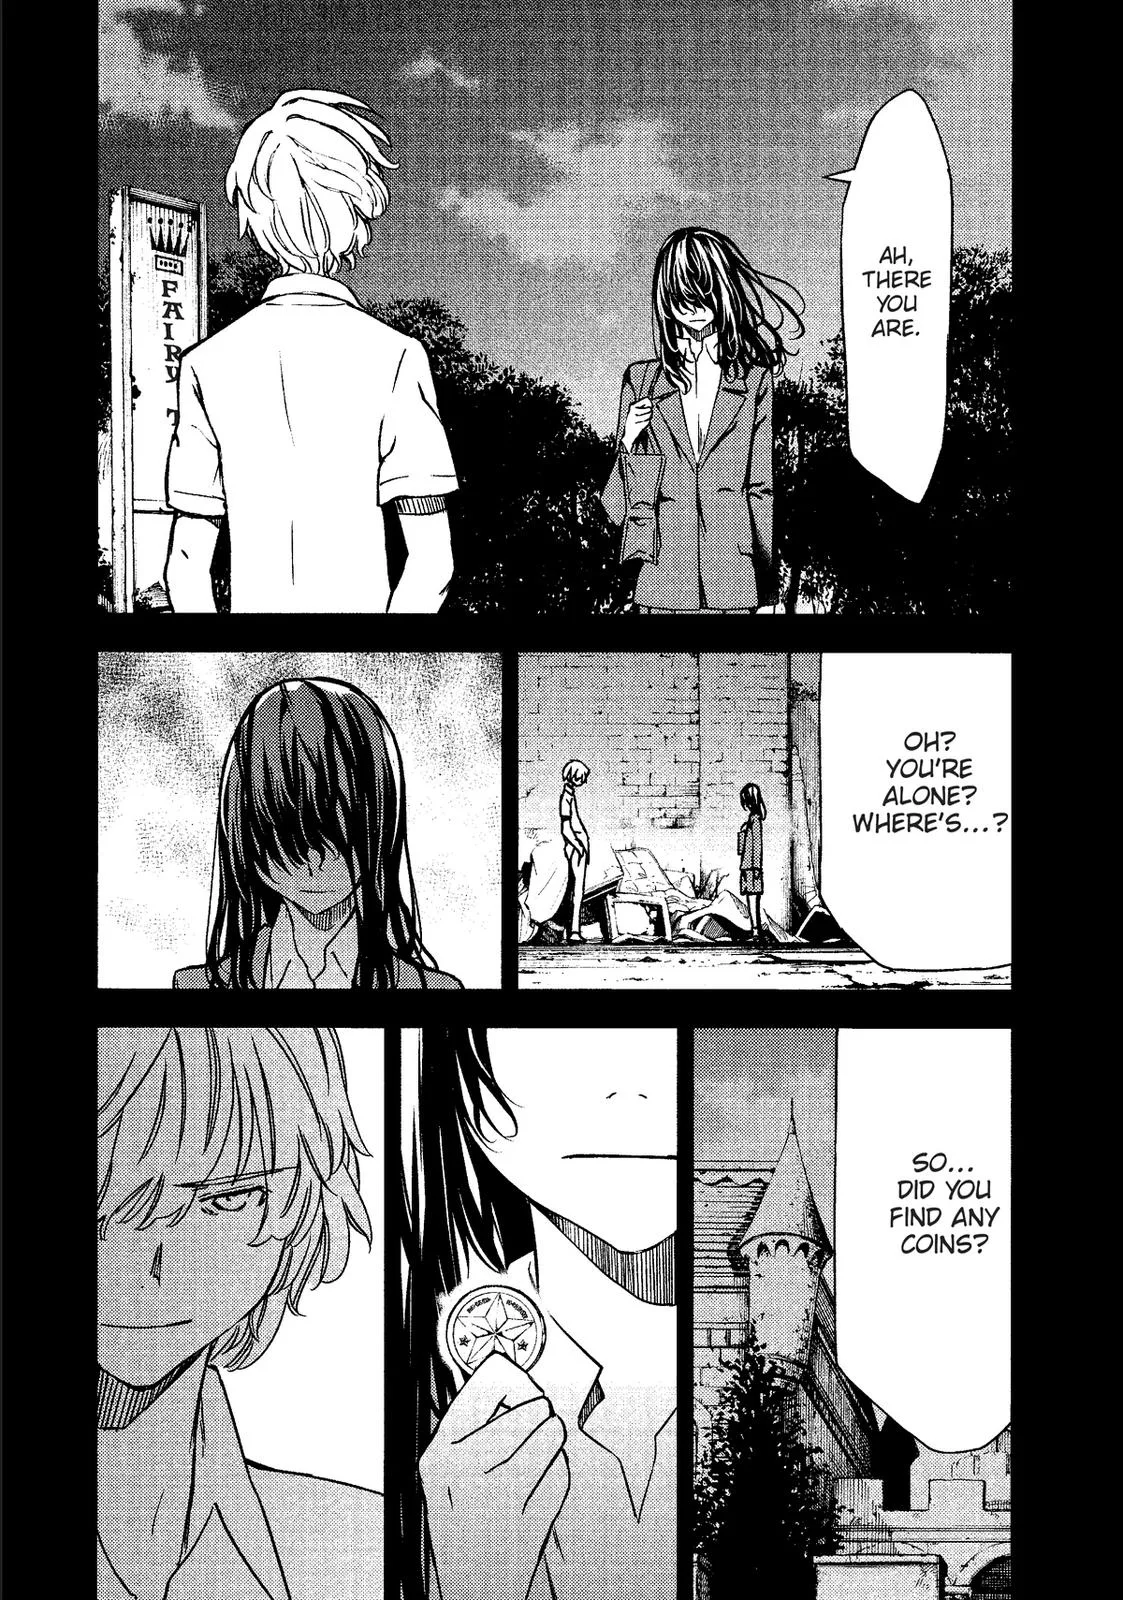 AH,
THERE
YOU
ARE.
FAIRY T
OH?
YOU'RE
ALONE?
WHERE'S...?
SO...
DID YOU
FIND ANY
COINS?